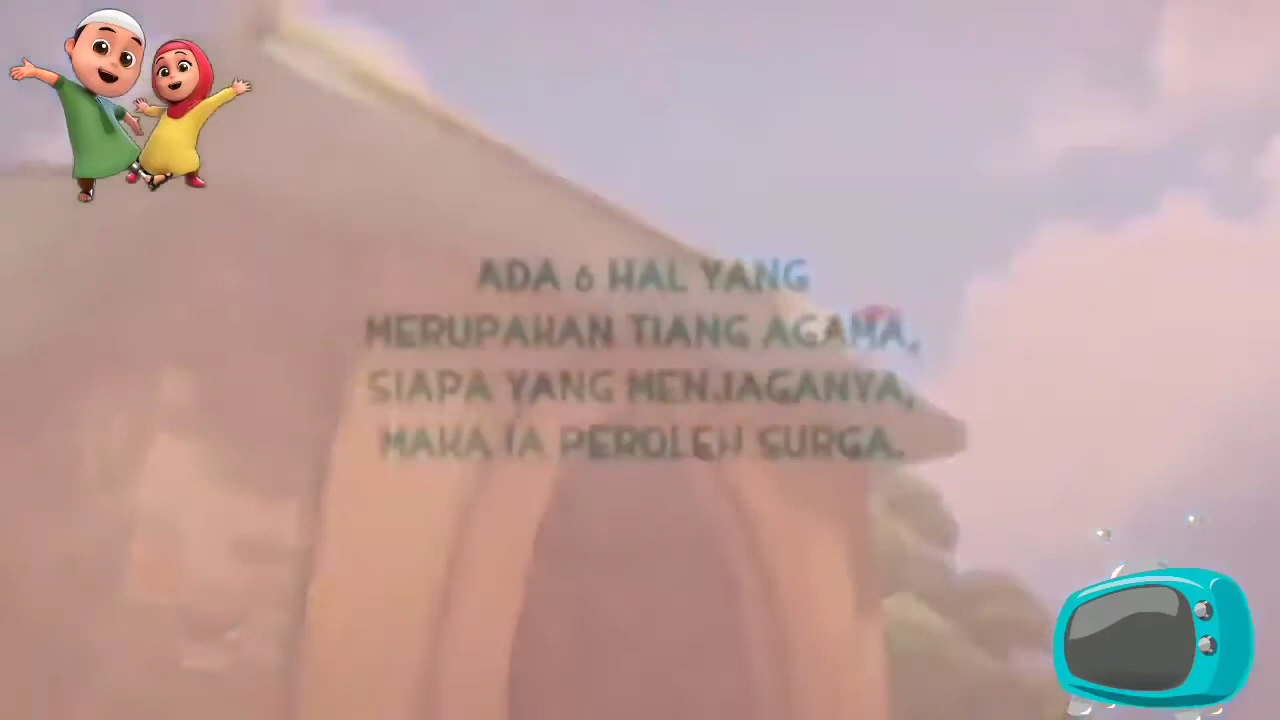 ADA 6 HAL YANG
MERUPAKAN TIANG AGAMA,
SIAPA YANG MENJAGANYA,
MAKA IA PEROLEH SURGA.